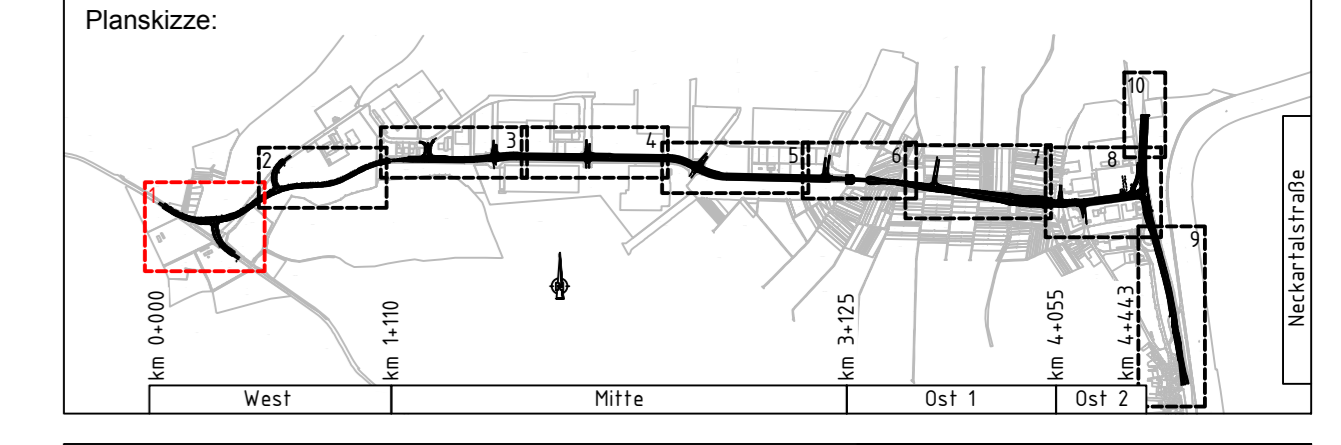 Planskizze:
1
2
3
4
5
6
7
8
9
10
km 0+000
km 1+110
km 3+125
km 4+055
km 4+443
West
Mitte
Ost 1
Ost 2
Neckartalstraße